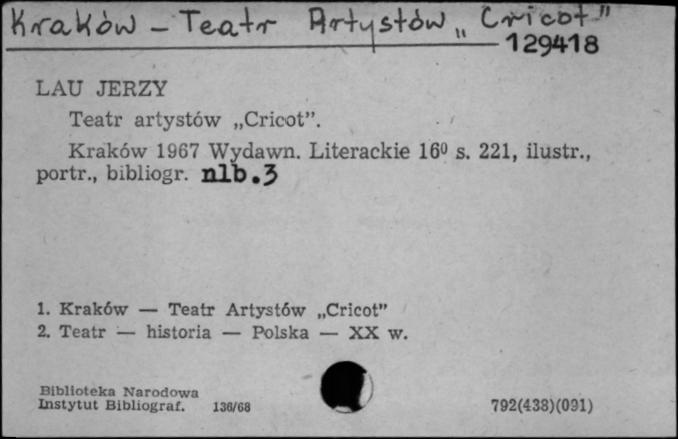 Kraków – Teatr Artystów „Cricot”
129418
LAU JERZY
Teatr artystów „Cricot”.
Kraków 1967 Wydawn. Literackie 16⁰ s. 221, ilustr.,
portr., bibliogr. nlb.3
1. Kraków — Teatr Artystów „Cricot”
2. Teatr — historia — Polska — XX w.
Biblioteka Narodowa
Instytut Bibliograf. 136/68
792(438)(091)